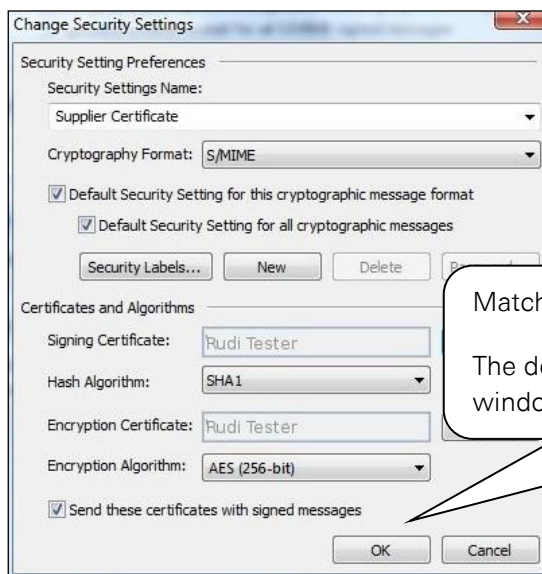 Change Security Settings
Security Setting Preferences
Security Settings Name:
Supplier Certificate
Cryptography Format: S/MIME
Default Security Setting for this cryptographic message format
Default Security Setting for all cryptographic messages
Security Labels... New Delete
Certificates and Algorithms
Signing Certificate: Rudi Tester
Hash Algorithm: SHA1
Encryption Certificate: Rudi Tester
Encryption Algorithm: AES (256-bit)
Send these certificates with signed messages
OK Cancel
Match
The